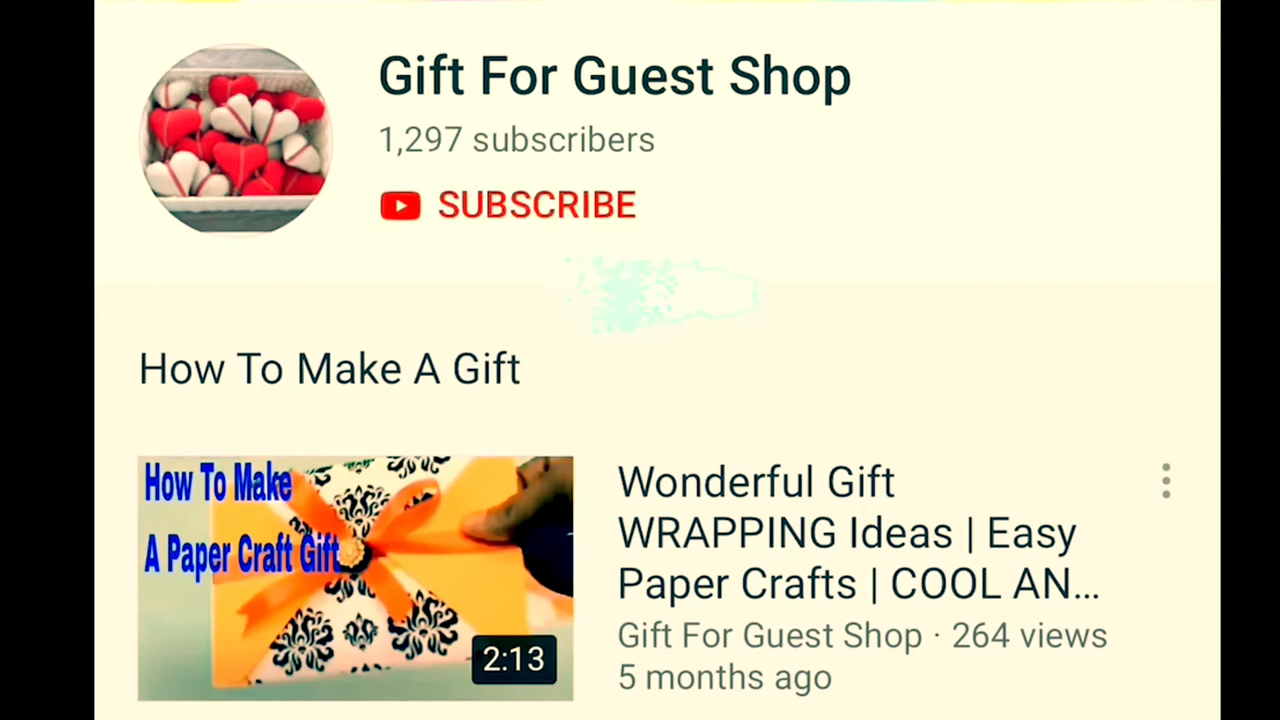 Gift For Guest Shop
1,297 subscribers
SUBSCRIBE
How To Make A Gift
How To Make
A Paper Craft Gift
2:13
Wonderful Gift
WRAPPING Ideas | Easy
Paper Crafts | COOL AN...
Gift For Guest Shop · 264 views
5 months ago